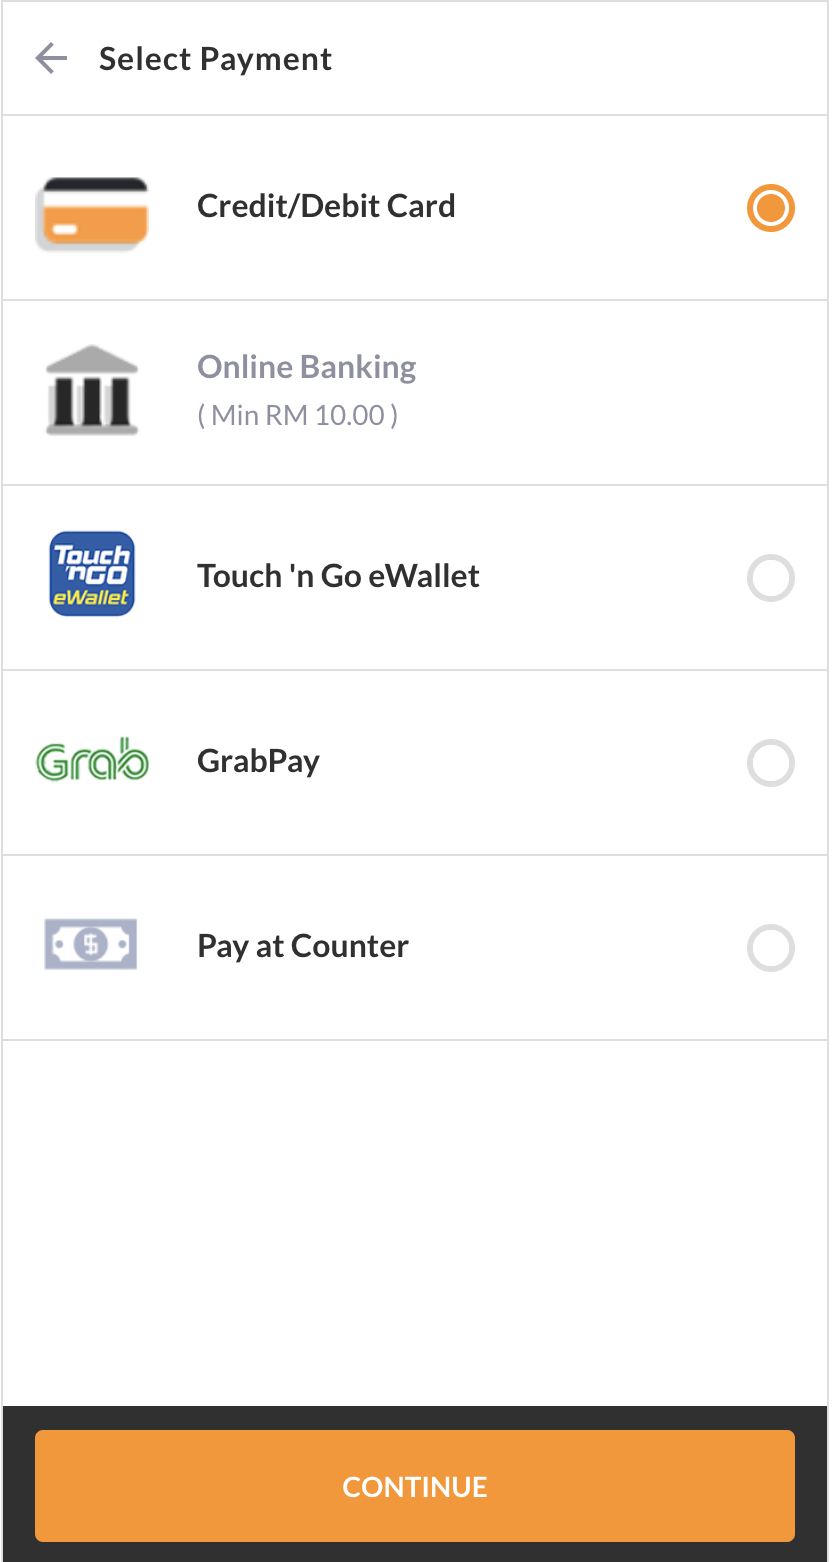 Select Payment
Credit/Debit Card
Online Banking
( Min RM 10.00 )
Touch
'nGO
eWallet
Touch 'n Go eWallet
Grab
GrabPay
$
Pay at Counter
CONTINUE